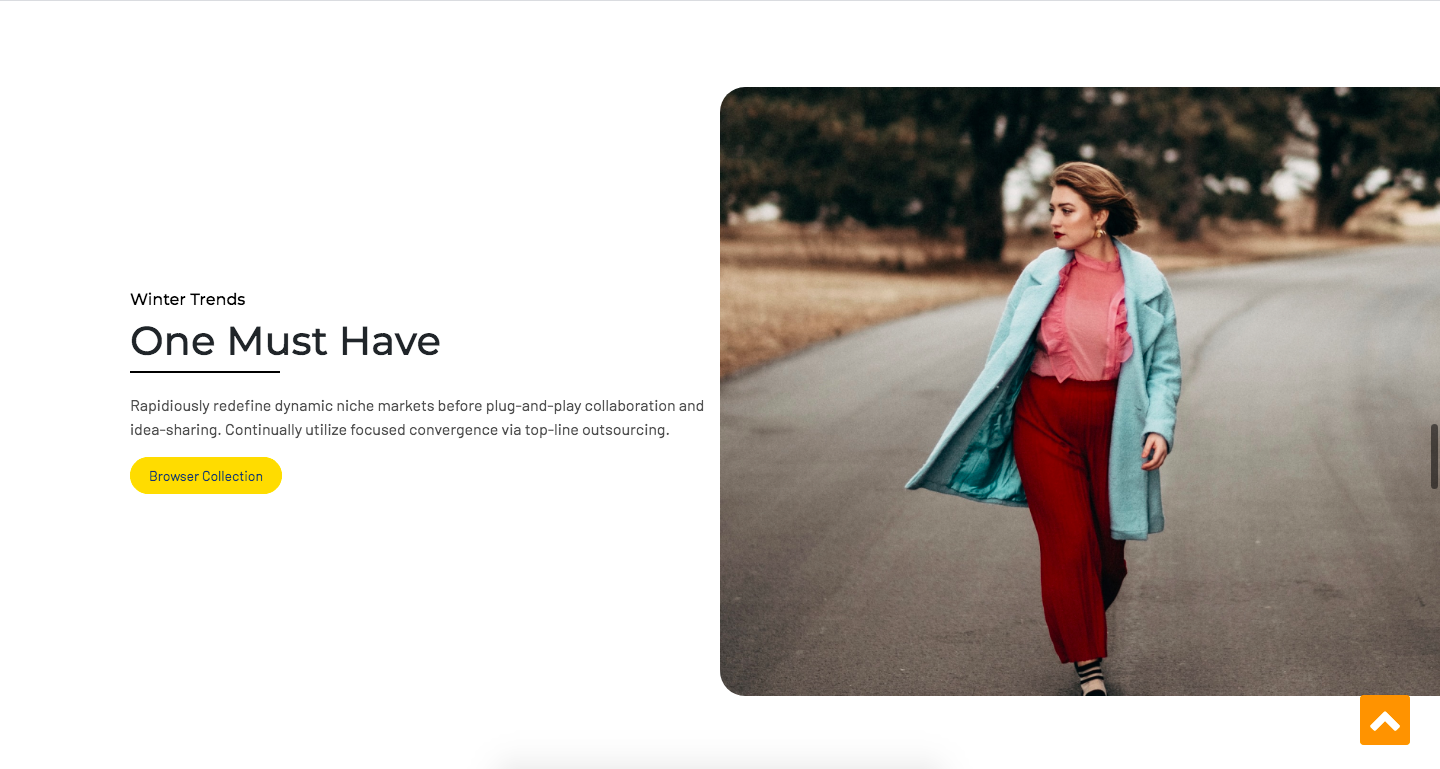 Winter Trends
One Must Have
Rapidiously redefine dynamic niche markets before plug-and-play collaboration and
idea-sharing. Continually utilize focused convergence via top-line outsourcing.
Browser Collection